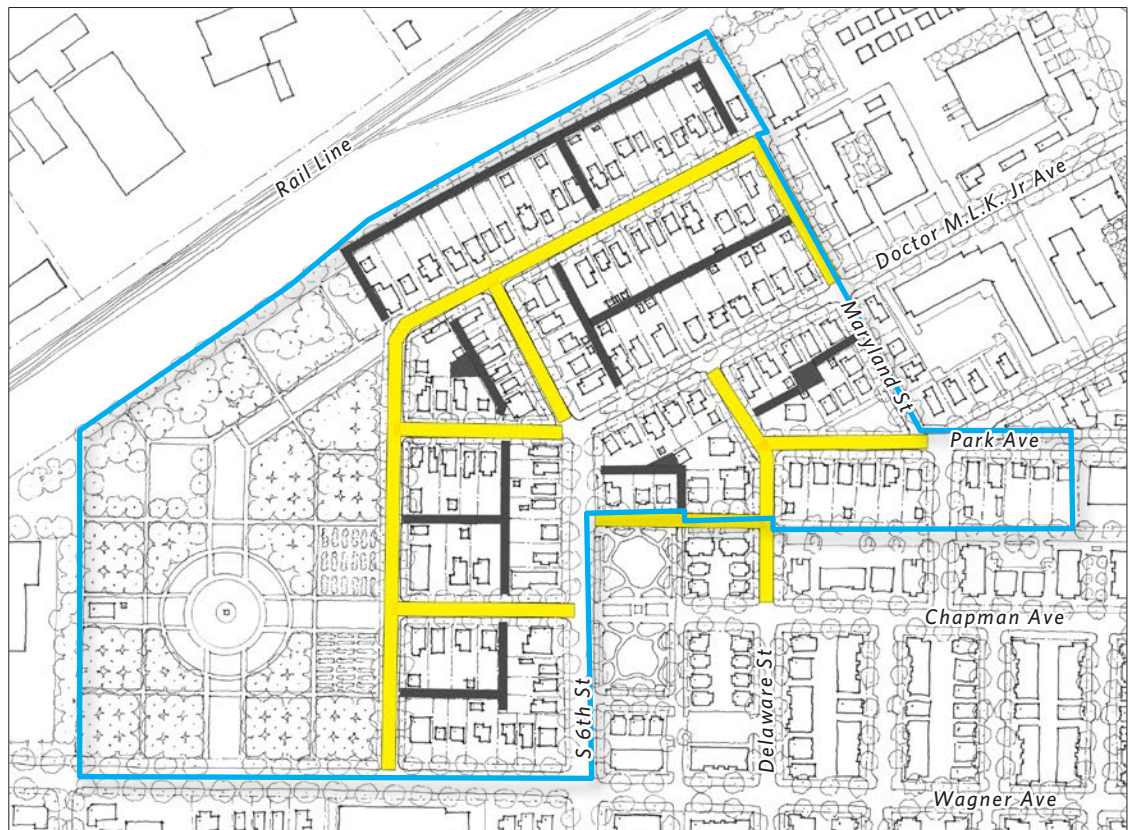 Rail Line
Doctor M.L.K. Jr Ave
Maryland St
Park Ave
Chapman Ave
S 6th St
Delaware St
Wagner Ave